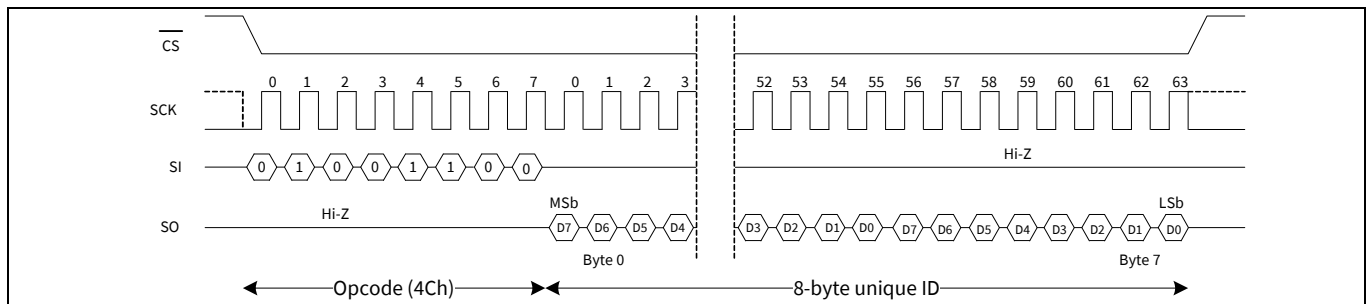 CS
0 1 2 3 4 5 6 7 0 1 2 3 52 53 54 55 56 57 58 59 60 61 62 63
SCK
Hi-Z
SI 0 1 0 0 1 1 0 0
MSb LSb
Hi-Z
SO D7 D6 D5 D4 D3 D2 D1 D0 D7 D6 D5 D4 D3 D2 D1 D0
Byte 0 Byte 7
Opcode (4Ch) 8-byte unique ID